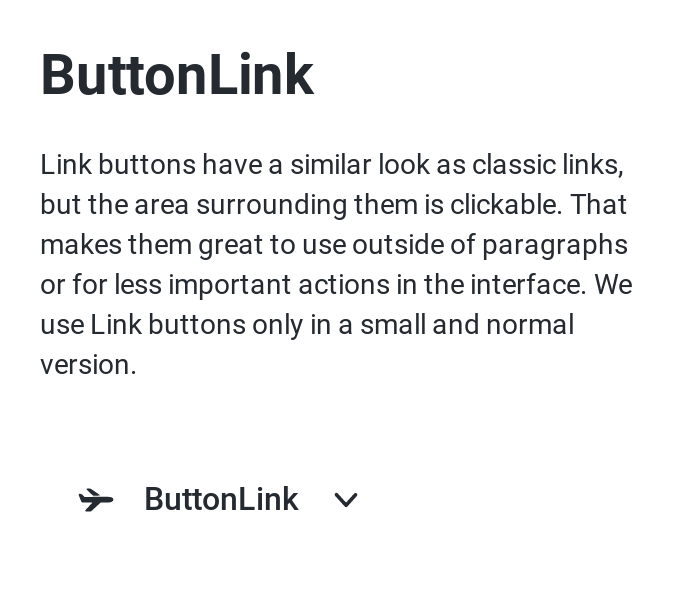 ButtonLink
Link buttons have a similar look as classic links,
but the area surrounding them is clickable. That
makes them great to use outside of paragraphs
or for less important actions in the interface. We
use Link buttons only in a small and normal
version.
ButtonLink